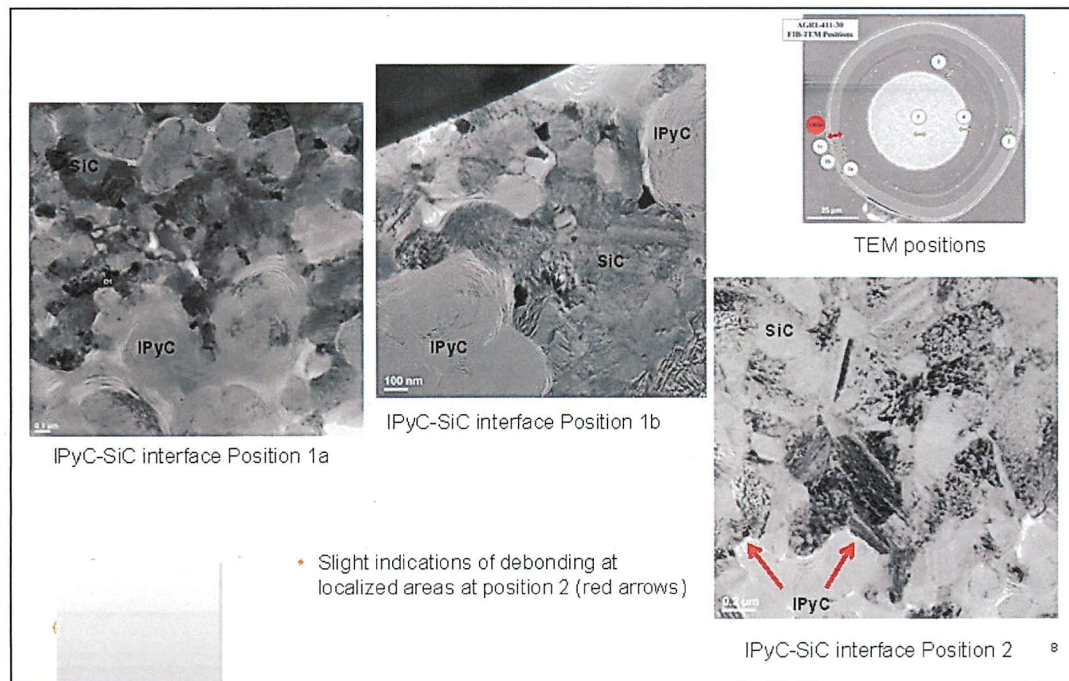 SiC
D2
D1
IPyC
0.1 µm
IPyC-SiC interface Position 1a
IPyC
SiC
IPyC
100 nm
IPyC-SiC interface Position 1b
AGR1-411-30
FIB-TEM Positions
25 µm
TEM positions
SiC
IPyC
0.2 µm
IPyC-SiC interface Position 2
• Slight indications of debonding at
localized areas at position 2 (red arrows)
8